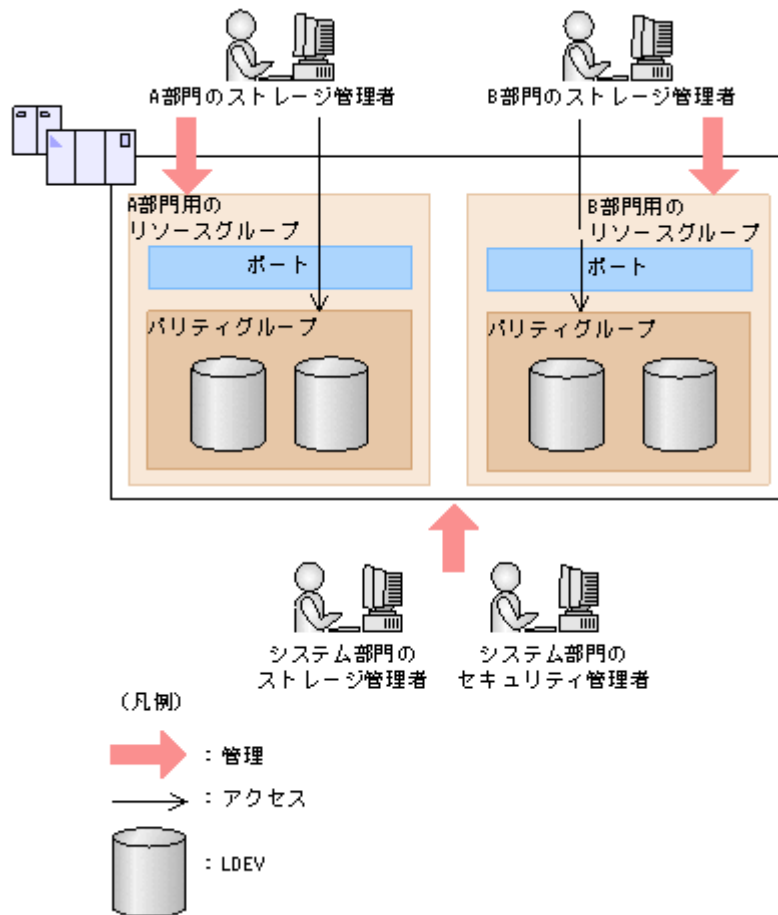 A部門のストレージ管理者
B部門のストレージ管理者
A部門用の
リソースグループ
ポート
パリティグループ
B部門用の
リソースグループ
ポート
パリティグループ
システム部門の
ストレージ管理者
システム部門の
セキュリティ管理者
(凡例)
：管理
：アクセス
：LDEV